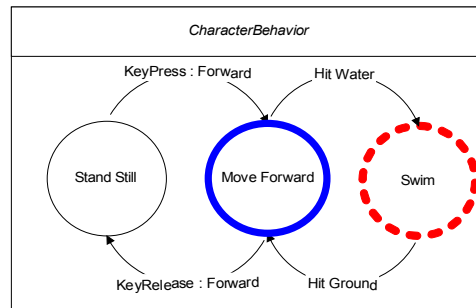 CharacterBehavior
KeyPress : Forward
Hit Water
Stand Still
Move Forward
Swim
KeyRelease : Forward
Hit Ground